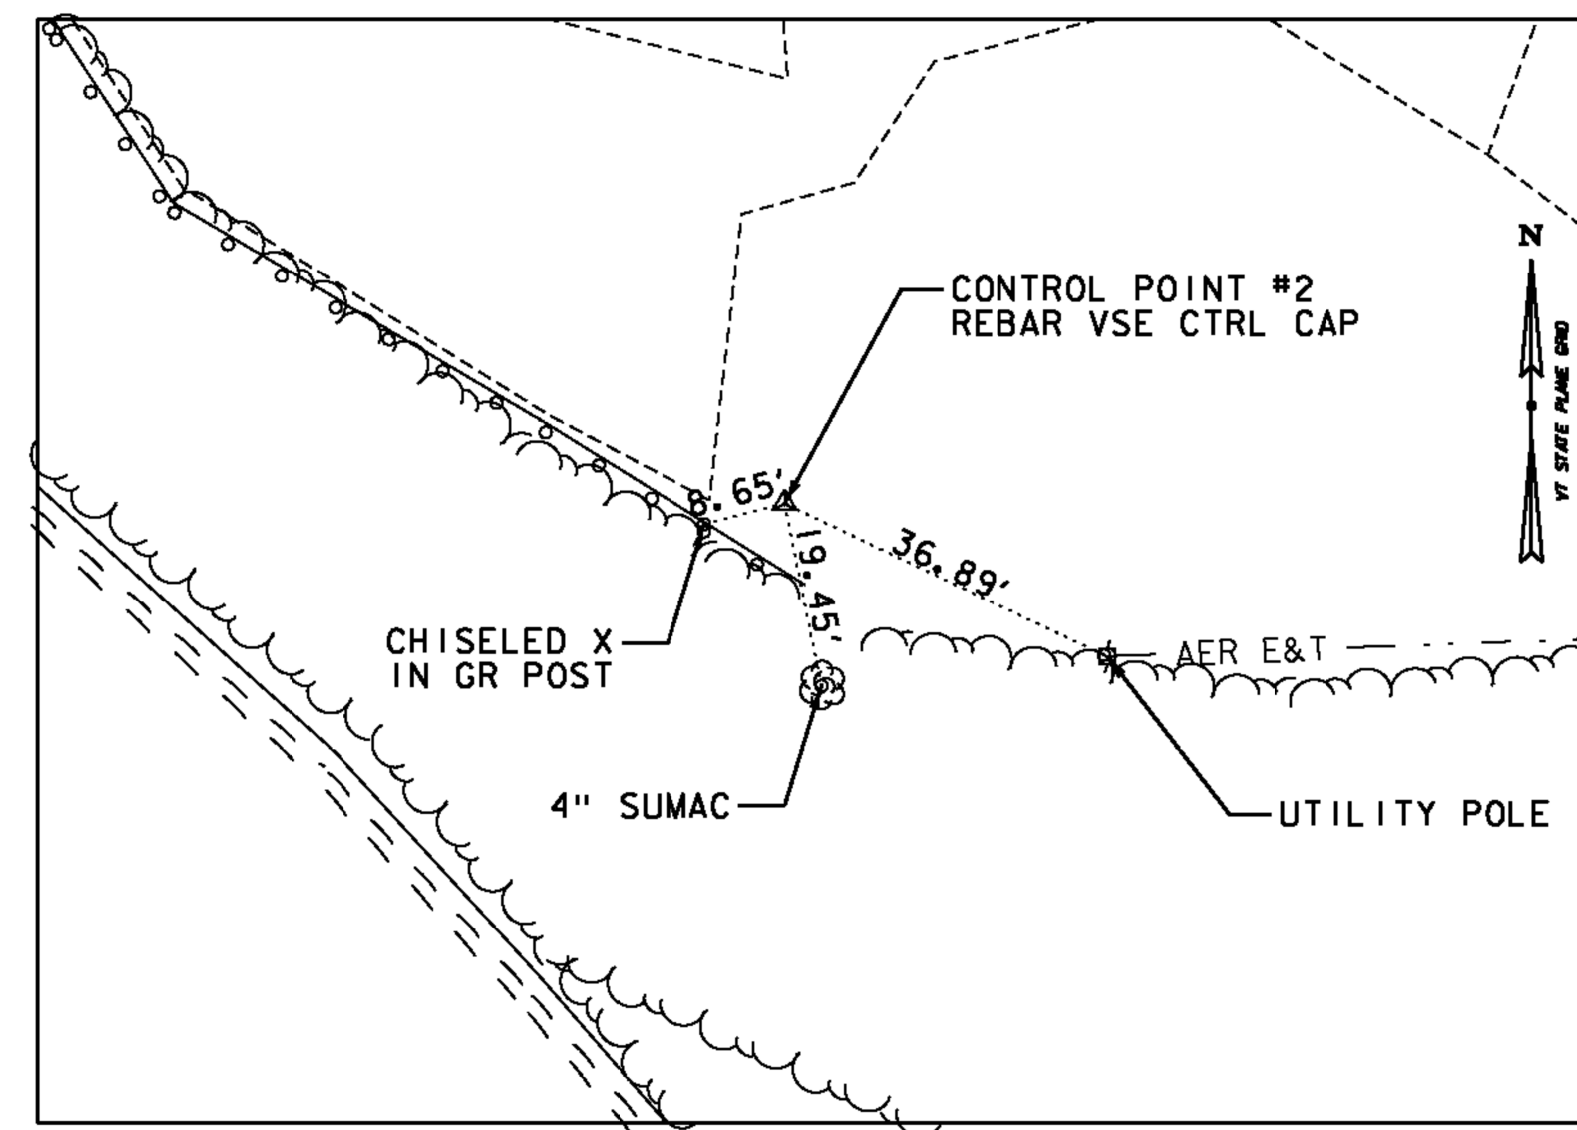 N
VT STATE PLANE GRID
CONTROL POINT #2
REBAR VSE CTRL CAP
8.65'
36.89'
19.45'
CHISELED X
IN GR POST
AER E&T
4" SUMAC
UTILITY POLE